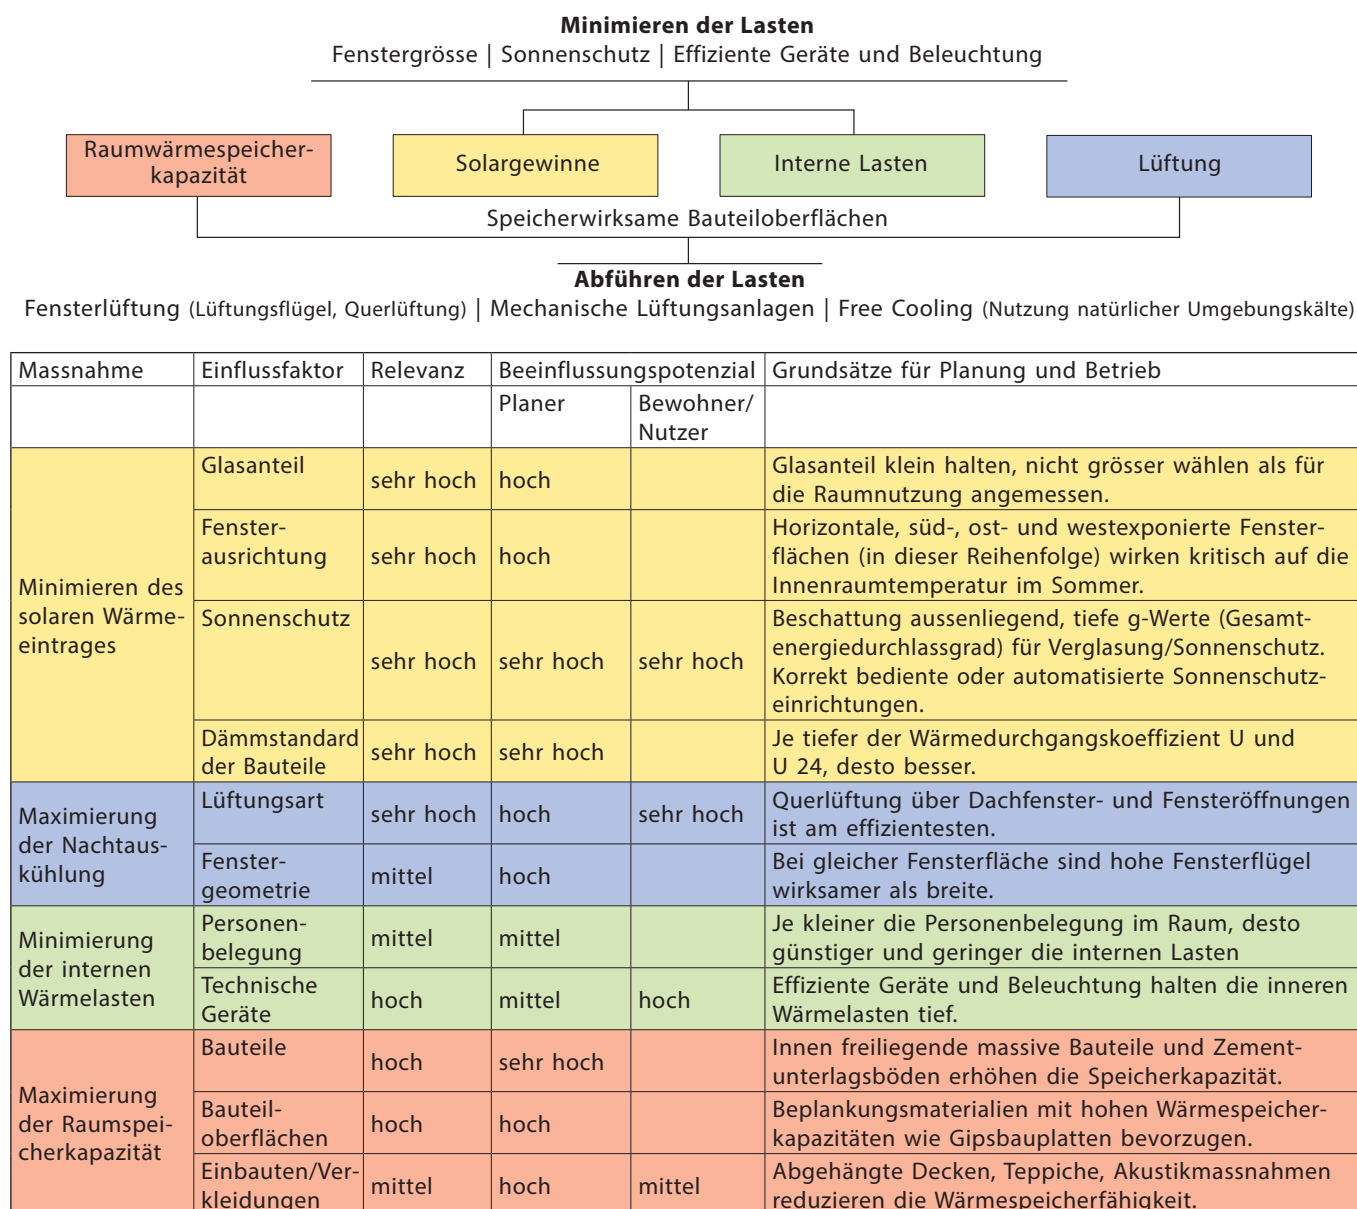 Minimieren der Lasten
Fenstergrösse | Sonnenschutz | Effiziente Geräte und Beleuchtung
Raumwärmespeicher-
kapazität
Solargewinne
Interne Lasten
Lüftung
Speicherwirksame Bauteiloberflächen
Abführen der Lasten
Fensterlüftung (Lüftungsflügel, Querlüftung) | Mechanische Lüftungsanlagen | Free Cooling (Nutzung natürlicher Umgebungskälte)
Massnahme
Einflussfaktor
Relevanz
Beeinflussungspotenzial
Grundsätze für Planung und Betrieb
Planer
Bewohner/
Nutzer
Minimieren des
solaren Wärme-
eintrages
Glasanteil
sehr hoch
hoch
Glasanteil klein halten, nicht grösser wählen als für
die Raumnutzung angemessen.
Fenster-
ausrichtung
sehr hoch
hoch
Horizontale, süd-, ost- und westexponierte Fenster-
flächen (in dieser Reihenfolge) wirken kritisch auf die
Innenraumtemperatur im Sommer.
Sonnenschutz
sehr hoch
sehr hoch
sehr hoch
Beschattung aussenliegend, tiefe g-Werte (Gesamt-
energiedurchlassgrad) für Verglasung/Sonnenschutz.
Korrekt bediente oder automatisierte Sonnenschutz-
einrichtungen.
Dämmstandard
der Bauteile
sehr hoch
sehr hoch
Je tiefer der Wärmedurchgangskoeffizient U und
U 24, desto besser.
Maximierung
der Nachtaus-
kühlung
Lüftungsart
sehr hoch
hoch
sehr hoch
Querlüftung über Dachfenster- und Fensteröffnungen
ist am effizientesten.
Fenster-
geometrie
mittel
hoch
Bei gleicher Fensterfläche sind hohe Fensterflügel
wirksamer als breite.
Minimierung
der internen
Wärmelasten
Personen-
belegung
mittel
mittel
Je kleiner die Personenbelegung im Raum, desto
günstiger und geringer die internen Lasten
Technische
Geräte
hoch
mittel
hoch
Effiziente Geräte und Beleuchtung halten die inneren
Wärmelasten tief.
Maximierung
der Raumspei-
cherkapazität
Bauteile
hoch
sehr hoch
Innen freiliegende massive Bauteile und Zement-
unterlagsböden erhöhen die Speicherkapazität.
Bauteil-
oberflächen
hoch
hoch
Beplankungsmaterialien mit hohen Wärmespeicher-
kapazitäten wie Gipsbauplatten bevorzugen.
Einbauten/Ver-
kleidungen
mittel
hoch
mittel
Abgehängte Decken, Teppiche, Akustikmassnahmen
reduzieren die Wärmespeicherfähigkeit.